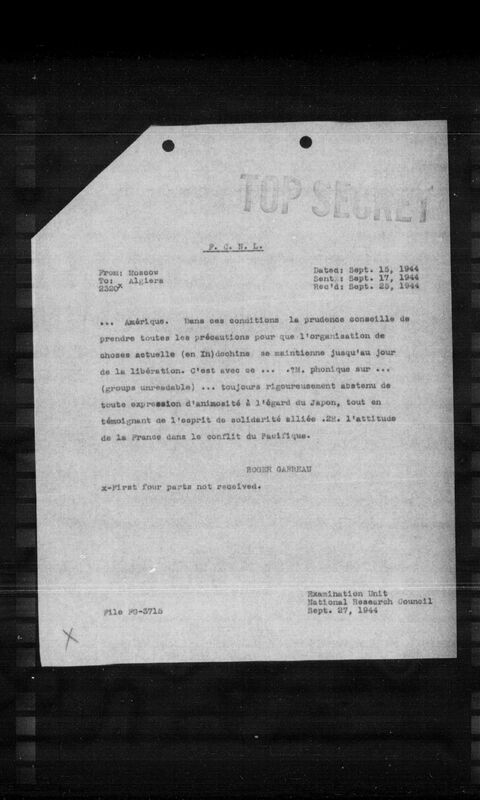 TOP SECRET
F. C. N. L.
From: Moscow
To: Algiers
2320x
Dated: Sept. 15, 1944
Sent: Sept. 17, 1944
Rec'd: Sept. 25, 1944
... Amérique. Dans ces conditions la prudence conseille de
prendre toutes les précautions pour que l'organisation de
choses actuelle (en In)dochine se maintienne jusqu'au jour
de la libération. C'est avec ce ... .?M. phonique sur ...
(groups unreadable) ... toujours rigoureusement abstenu de
toute expression d'animosité à l'égard du Japon, tout en
témoignant de l'esprit de solidarité alliée .2H. l'attitude
de la France dans le conflit du Pacifique.
ROGER GARREAU
x-First four parts not received.
Examination Unit
National Research Council
Sept. 27, 1944
File FG-3715
X